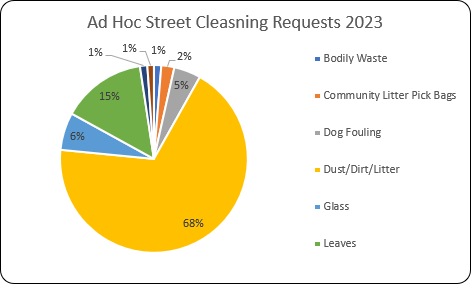 Ad Hoc Street Cleasning Requests 2023
1% 1% 1%
2%
5%
15%
6%
68%
Bodily Waste
Community Litter Pick Bags
Dog Fouling
Dust/Dirt/Litter
Glass
Leaves